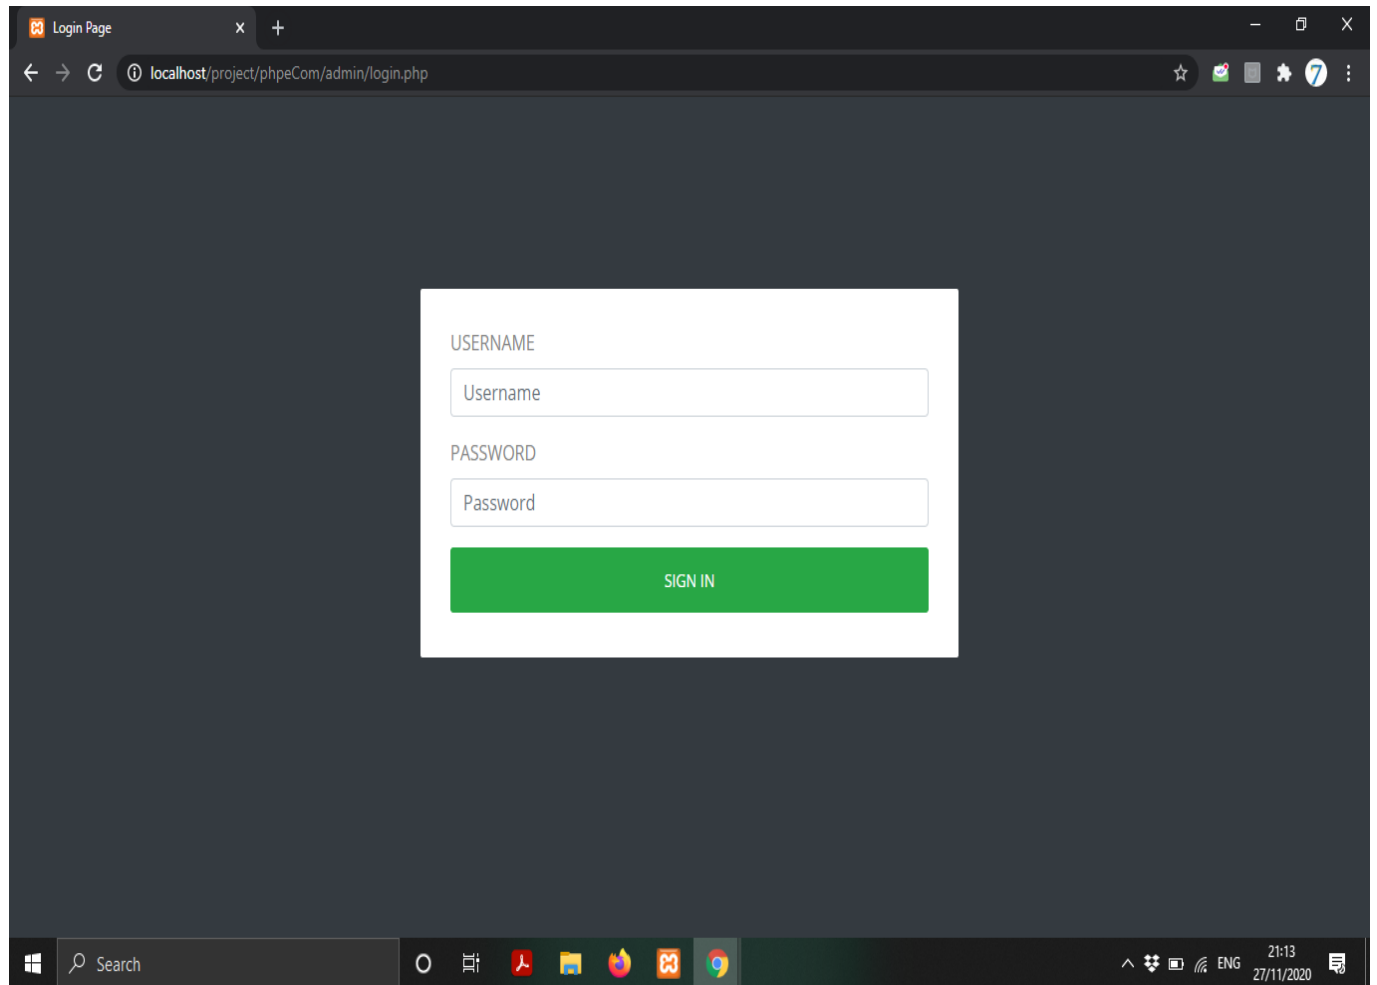 Login Page
localhost/project/phpeCom/admin/login.php
7
USERNAME
Username
PASSWORD
Password
SIGN IN
Search
ENG
21:13
27/11/2020